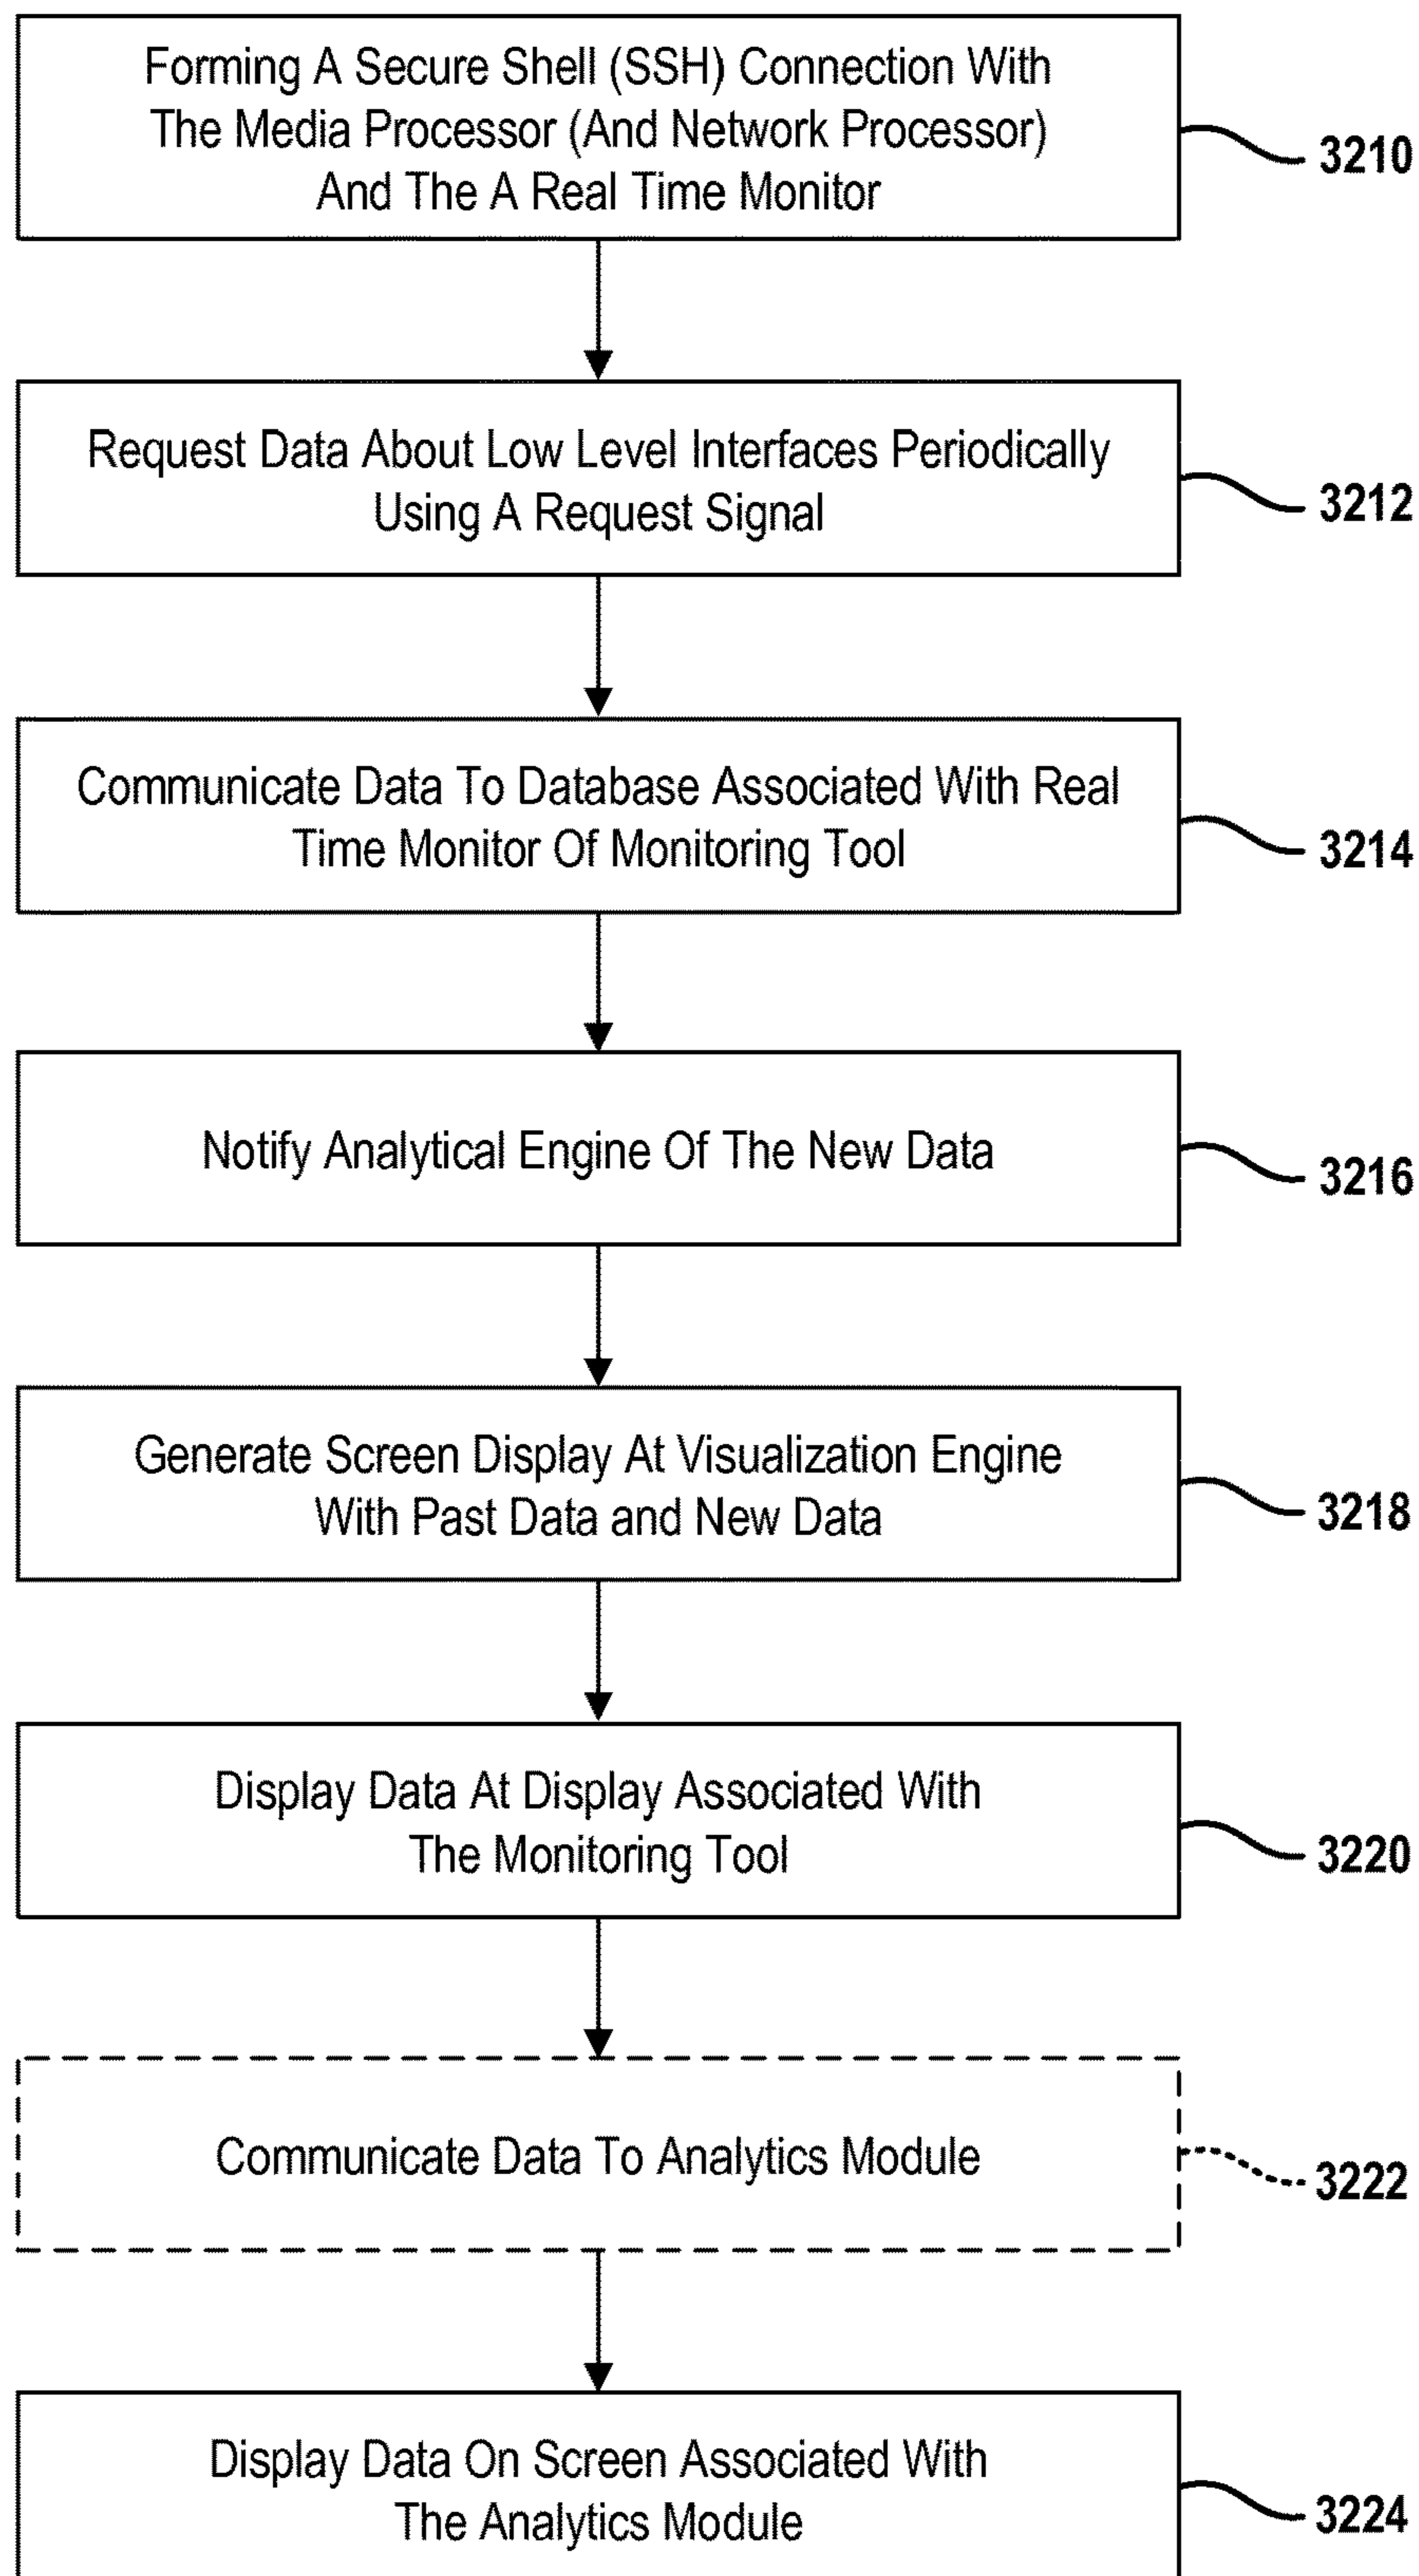 Forming A Secure Shell (SSH) Connection With
The Media Processor (And Network Processor)
And The A Real Time Monitor
3210
Request Data About Low Level Interfaces Periodically
Using A Request Signal
3212
Communicate Data To Database Associated With Real
Time Monitor Of Monitoring Tool
3214
Notify Analytical Engine Of The New Data
3216
Generate Screen Display At Visualization Engine
With Past Data and New Data
3218
Display Data At Display Associated With
The Monitoring Tool
3220
Communicate Data To Analytics Module
3222
Display Data On Screen Associated With
The Analytics Module
3224